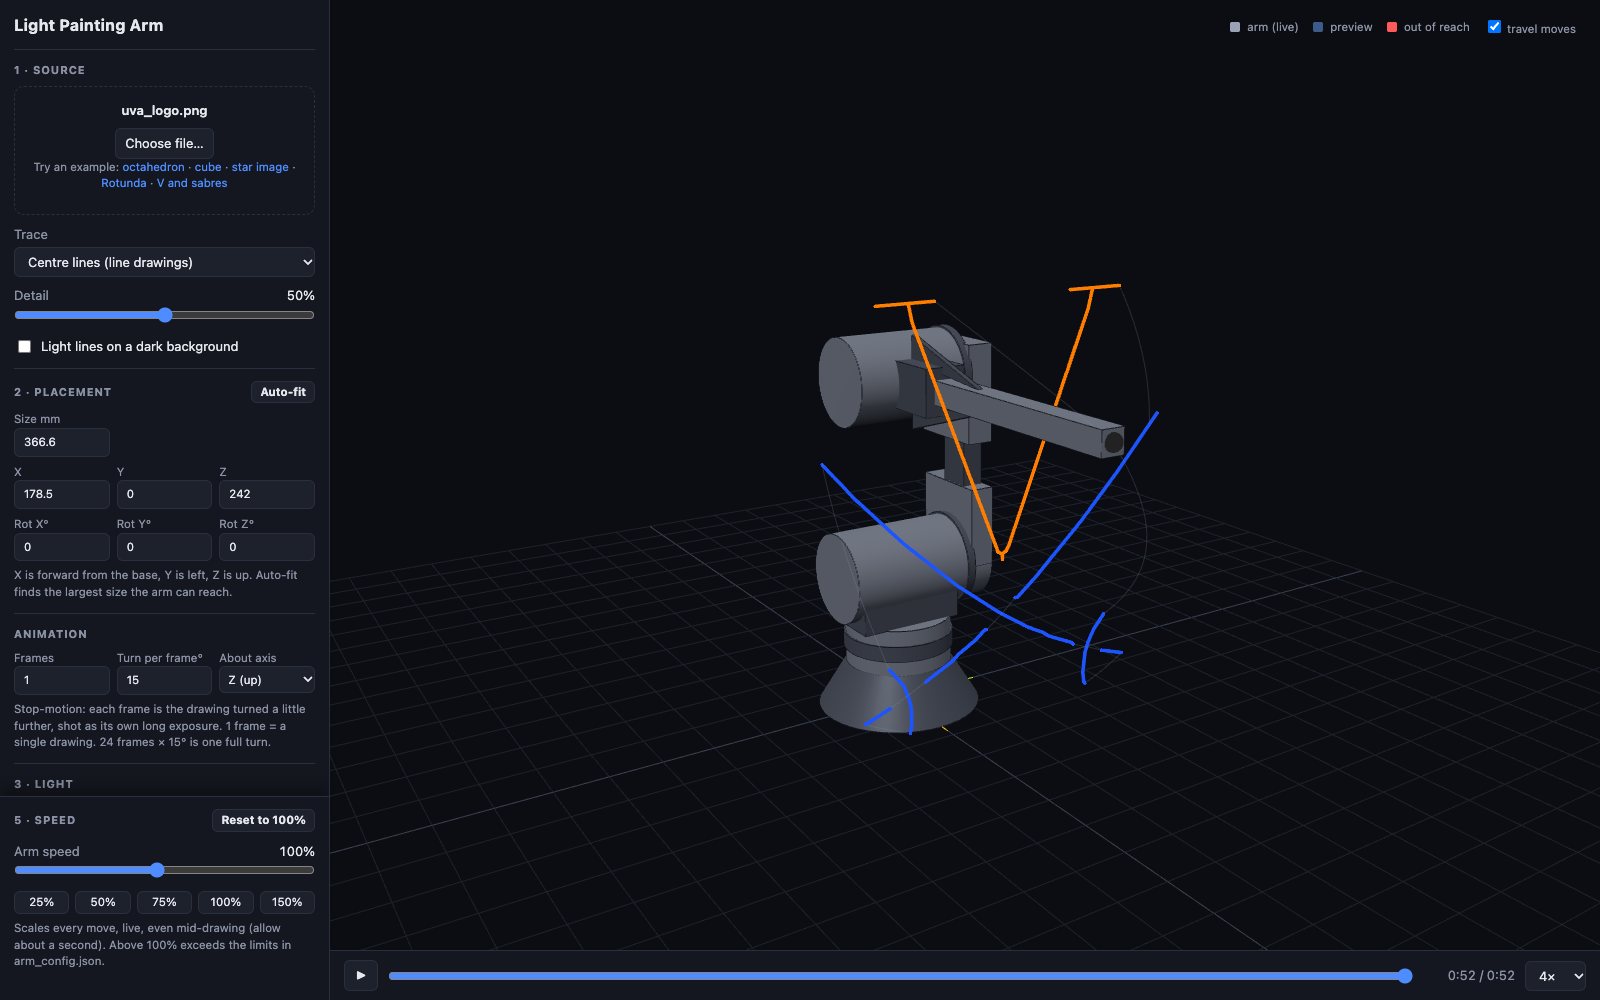 Light Painting Arm
1 · SOURCE
uva_logo.png
Choose file...
Try an example: octahedron · cube · star image ·
Rotunda · V and sabres
Trace
Centre lines (line drawings)
Detail 50%
Light lines on a dark background
2 · PLACEMENT Auto-fit
Size mm
366.6
X Y Z
178.5 0 242
Rot X° Rot Y° Rot Z°
0 0 0
X is forward from the base, Y is left, Z is up. Auto-fit
finds the largest size the arm can reach.
ANIMATION
Frames Turn per frame° About axis
1 15 Z (up)
Stop-motion: each frame is the drawing turned a little
further, shot as its own long exposure. 1 frame = a
single drawing. 24 frames × 15° is one full turn.
3 · LIGHT
5 · SPEED Reset to 100%
Arm speed 100%
25% 50% 75% 100% 150%
Scales every move, live, even mid-drawing (allow
about a second). Above 100% exceeds the limits in
arm_config.json.
arm (live) preview out of reach travel moves
0:52 / 0:52 4×